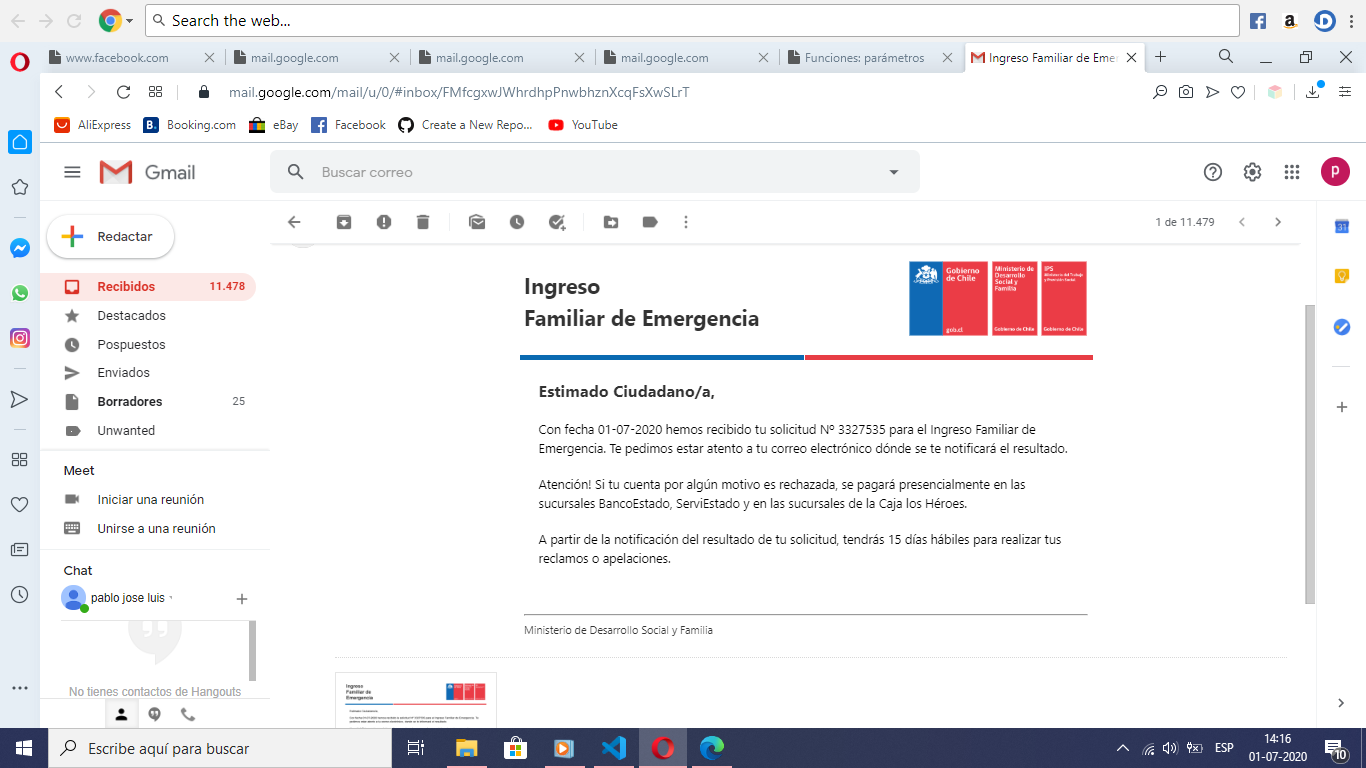 Search the web...
www.facebook.com
mail.google.com
mail.google.com
mail.google.com
Funciones: parámetros
Ingreso Familiar de Eme
mail.google.com/mail/u/0/#inbox/FMfcgxwJWhrdhpPnwbhznXcqFsXwSLrT
AliExpress
B. Booking.com
eBay
Facebook
Create a New Repo...
YouTube
Gmail
Buscar correo
p
Redactar
1 de 11.479
Recibidos 11.478
Destacados
Pospuestos
Enviados
Borradores 25
Unwanted
Meet
Iniciar una reunión
Unirse a una reunión
Chat
pablo jose luis
No tienes contactos de Hangouts
Ingreso
Familiar de Emergencia
Gobierno
de Chile
gob.cl
Ministerio de
Desarrollo
Social y
Familia
Gobierno de Chile
IPS
Ministerio del Trabajo
y Previsión Social
Gobierno de Chile
Estimado Ciudadano/a,
Con fecha 01-07-2020 hemos recibido tu solicitud Nº 3327535 para el Ingreso Familiar de
Emergencia. Te pedimos estar atento a tu correo electrónico dónde se te notificará el resultado.
Atención! Si tu cuenta por algún motivo es rechazada, se pagará presencialmente en las
sucursales BancoEstado, ServiEstado y en las sucursales de la Caja los Héroes.
A partir de la notificación del resultado de tu solicitud, tendrás 15 días hábiles para realizar tus
reclamos o apelaciones.
Ministerio de Desarrollo Social y Familia
Ingreso
Familiar de
Emergencia
31
Escribe aquí para buscar
ESP
14:16
01-07-2020
10